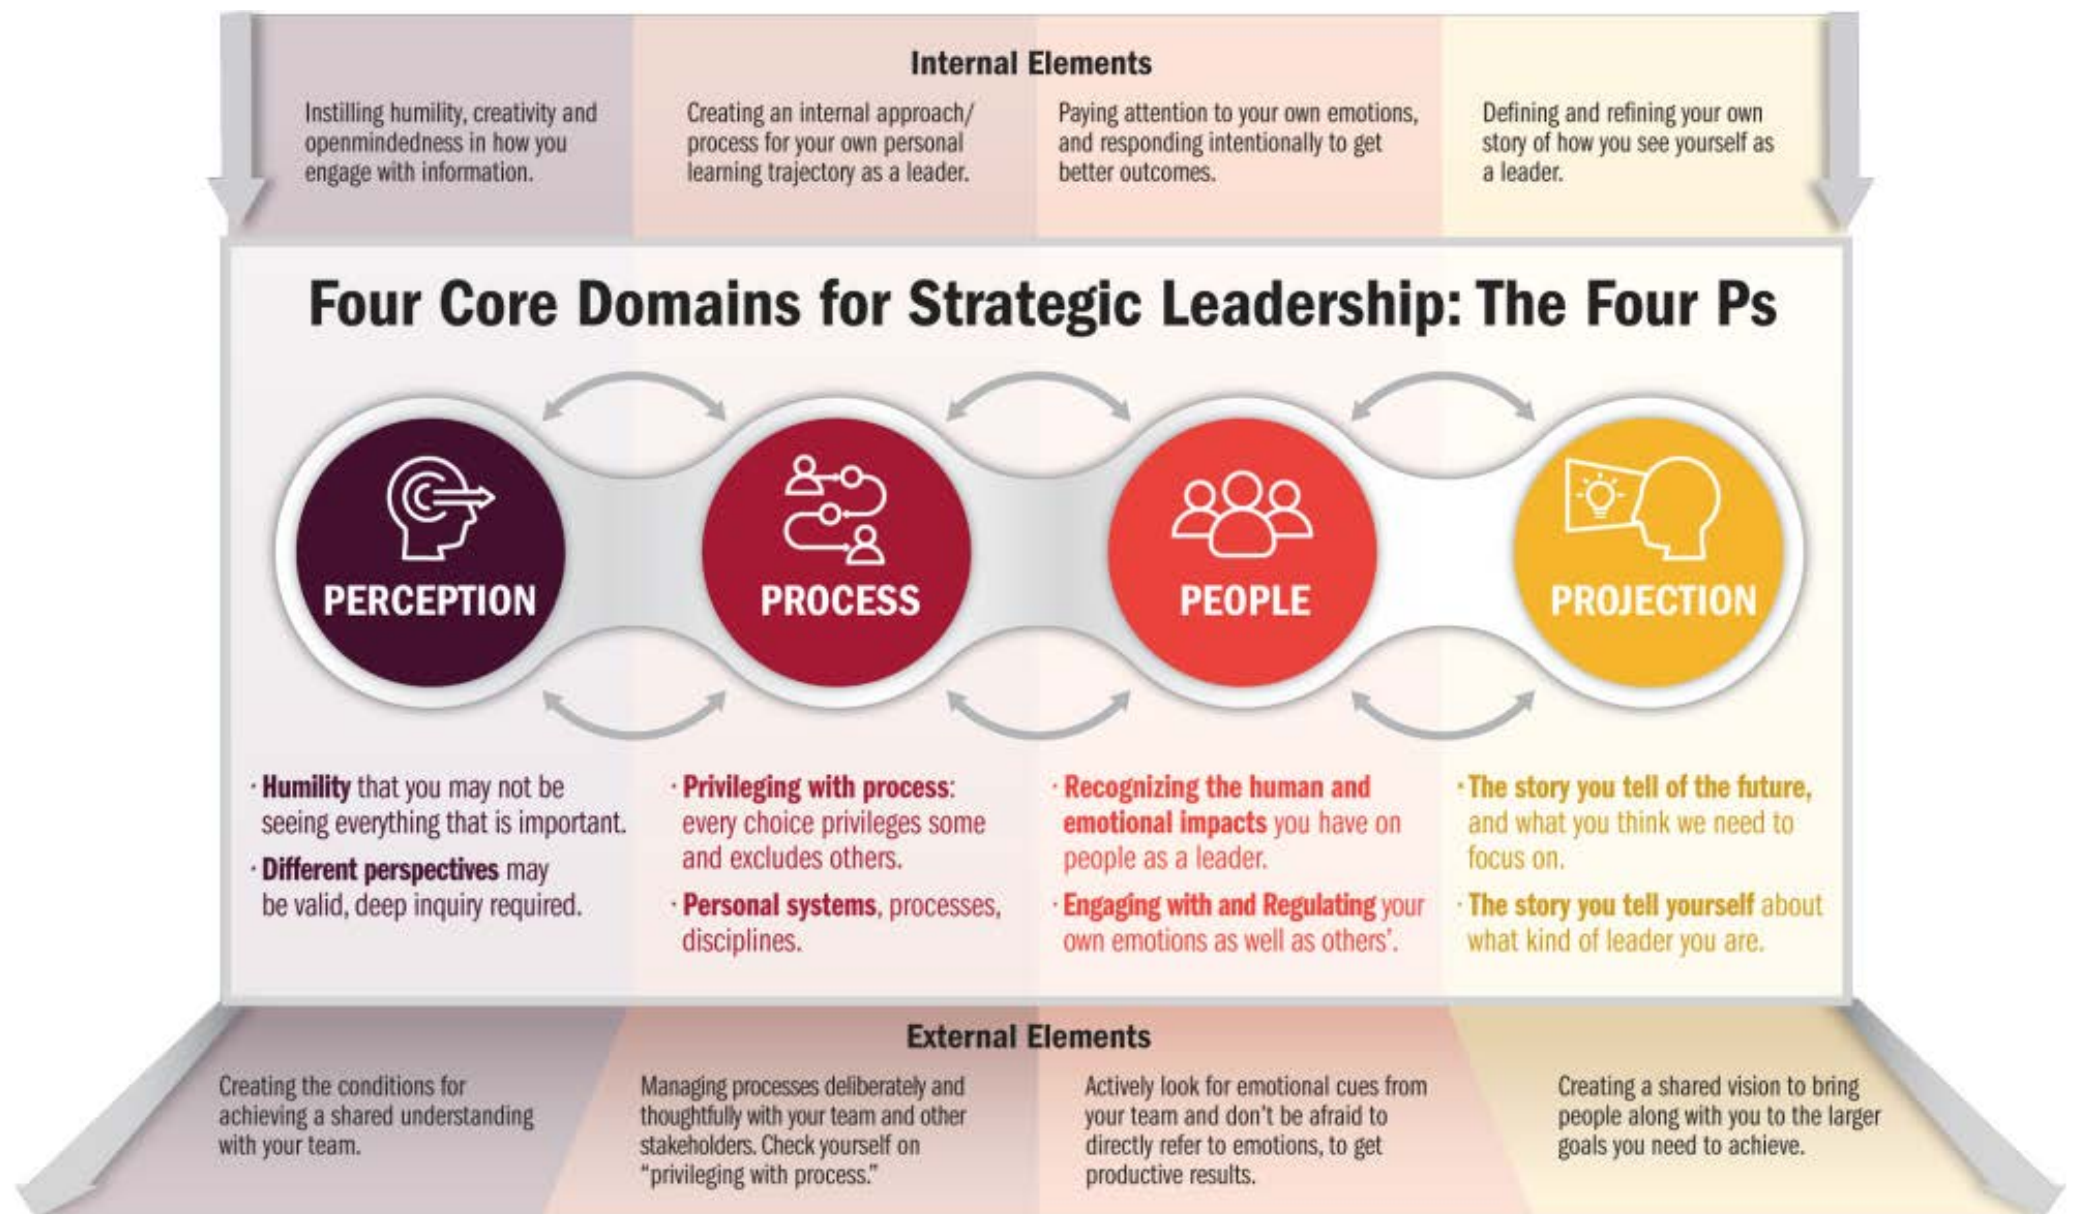 Internal Elements
Instilling humility, creativity and
openmindedness in how you
engage with information.
Creating an internal approach/
process for your own personal
learning trajectory as a leader.
Paying attention to your own emotions,
and responding intentionally to get
better outcomes.
Defining and refining your own
story of how you see yourself as
a leader.
Four Core Domains for Strategic Leadership: The Four Ps
PERCEPTION
PROCESS
PEOPLE
PROJECTION
· Humility that you may not be
seeing everything that is important.
· Different perspectives may
be valid, deep inquiry required.
· Privileging with process:
every choice privileges some
and excludes others.
· Personal systems, processes,
disciplines.
· Recognizing the human and
emotional impacts you have on
people as a leader.
· Engaging with and Regulating your
own emotions as well as others’.
· The story you tell of the future,
and what you think we need to
focus on.
· The story you tell yourself about
what kind of leader you are.
External Elements
Creating the conditions for
achieving a shared understanding
with your team.
Managing processes deliberately and
thoughtfully with your team and other
stakeholders. Check yourself on
“privileging with process.”
Actively look for emotional cues from
your team and don’t be afraid to
directly refer to emotions, to get
productive results.
Creating a shared vision to bring
people along with you to the larger
goals you need to achieve.